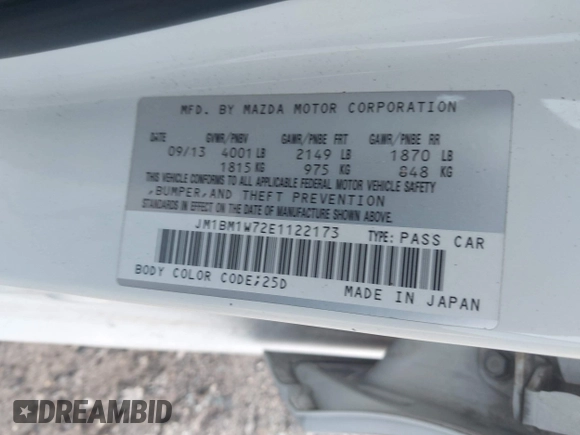 MFD. BY MAZDA MOTOR CORPORATION
DATE GVWR/PNBV GAWR/PNBE FRT GAWR/PNBE RR
09/13 4001 LB 2149 LB 1870 LB
1815 KG 975 KG 848 KG
THIS VEHICLE CONFORMS TO ALL APPLICABLE FEDERAL MOTOR VEHICLE SAFETY
,BUMPER,AND THEFT PREVENTION
STANDARDS IN EFFECT ON THE DATE OF MANUFACTURE SHOWN ABOVE.
JM1BM1W72E1122173 TYPE: PASS CAR
BODY COLOR CODE;25D MADE IN JAPAN
DREAMBID